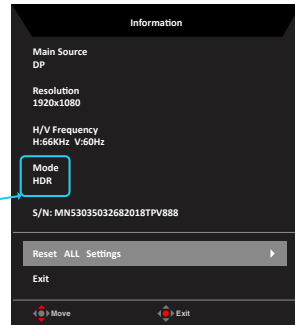 Information
Main Source
DP
Resolution
1920x1080
H/V Frequency
H:66KHz V:60Hz
Mode
HDR
S/N: MN53035032682018TPV888
Reset ALL Settings
Exit
Move Exit